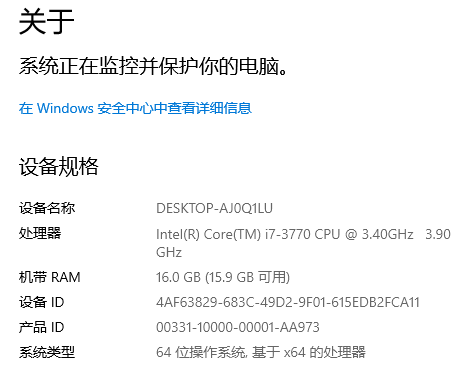 关于
系统正在监控并保护你的电脑。
在 Windows 安全中心中查看详细信息
设备规格
设备名称 DESKTOP-AJ0Q1LU
处理器 Intel(R) Core(TM) i7-3770 CPU @ 3.40GHz 3.90
GHz
机带 RAM 16.0 GB (15.9 GB 可用)
设备 ID 4AF63829-683C-49D2-9F01-615EDB2FCA11
产品 ID 00331-10000-00001-AA973
系统类型 64 位操作系统, 基于 x64 的处理器